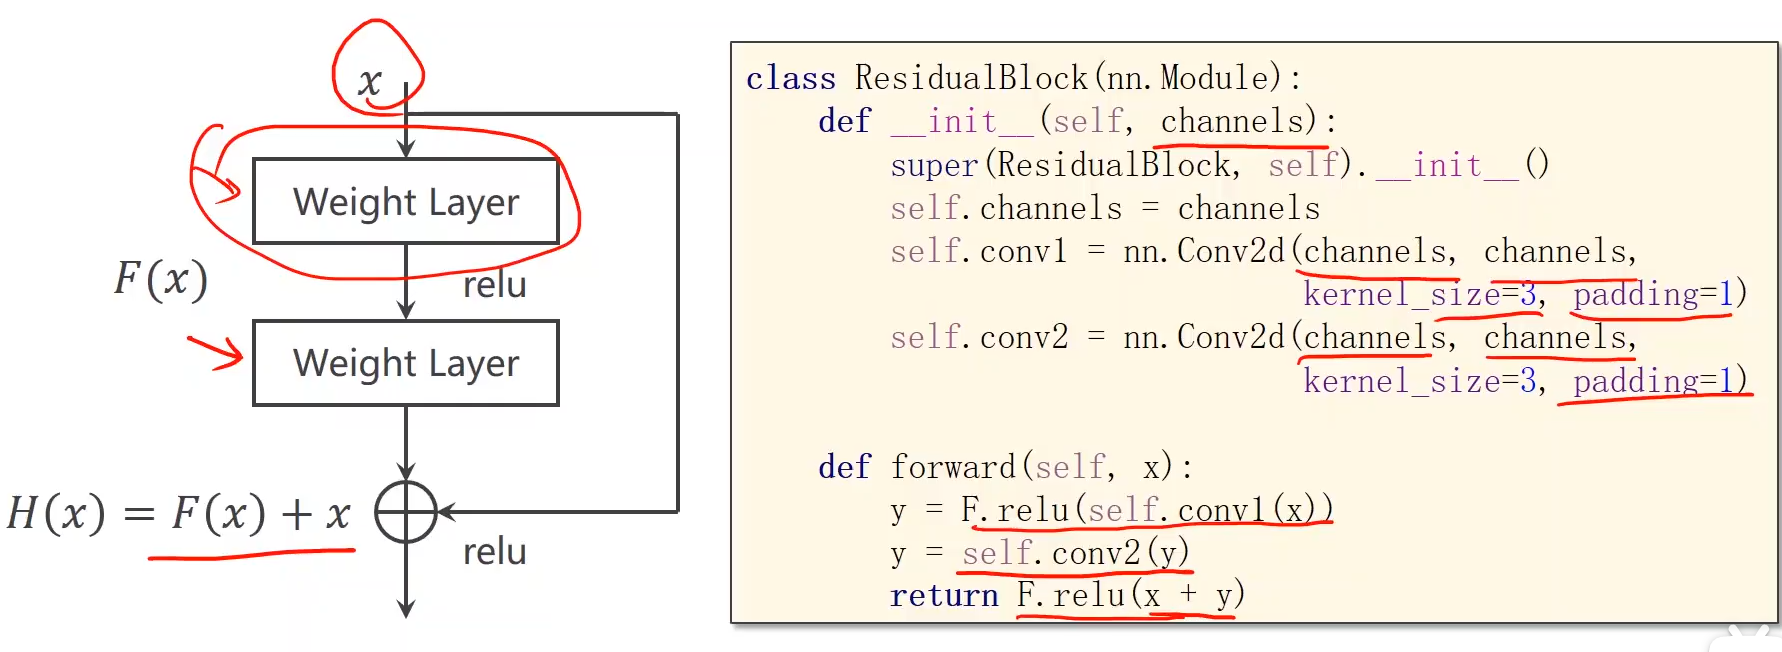 x
Weight Layer
F(x)
relu
Weight Layer
H(x) = F(x) + x
relu
class ResidualBlock(nn.Module):
    def __init__(self, channels):
        super(ResidualBlock, self).__init__()
        self.channels = channels
        self.conv1 = nn.Conv2d(channels, channels,
                               kernel_size=3, padding=1)
        self.conv2 = nn.Conv2d(channels, channels,
                               kernel_size=3, padding=1)
    def forward(self, x):
        y = F.relu(self.conv1(x))
        y = self.conv2(y)
        return F.relu(x + y)